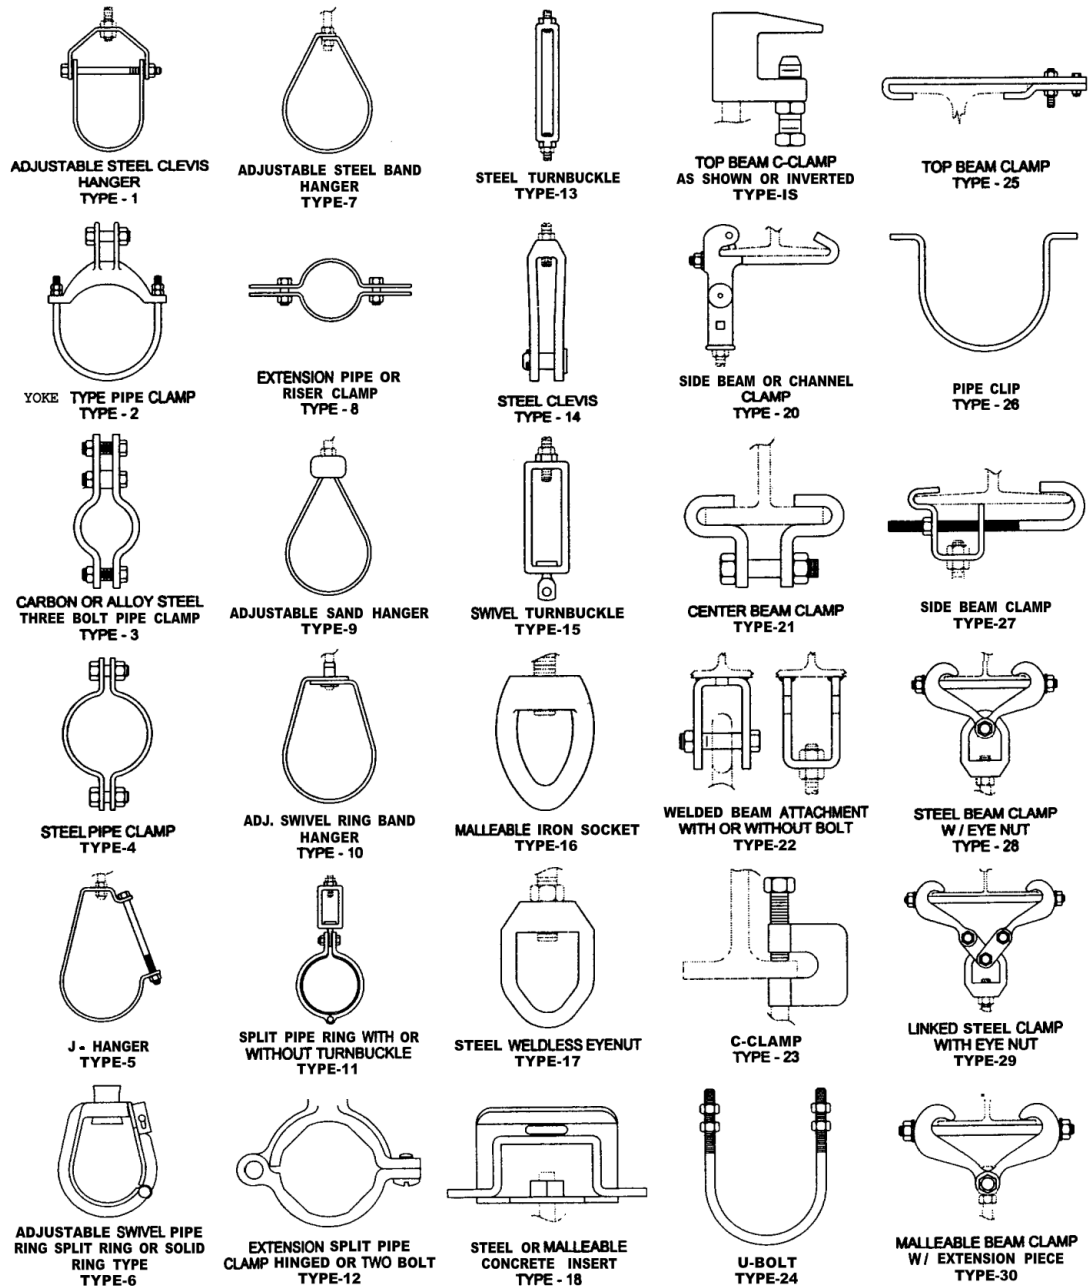 ADJUSTABLE STEEL CLEVIS
HANGER
TYPE - 1
ADJUSTABLE STEEL BAND
HANGER
TYPE-7
STEEL TURNBUCKLE
TYPE-13
TOP BEAM C-CLAMP
AS SHOWN OR INVERTED
TYPE-IS
TOP BEAM CLAMP
TYPE - 25
YOKE TYPE PIPE CLAMP
TYPE - 2
EXTENSION PIPE OR
RISER CLAMP
TYPE - 8
STEEL CLEVIS
TYPE - 14
SIDE BEAM OR CHANNEL
CLAMP
TYPE - 20
PIPE CLIP
TYPE - 26
CARBON OR ALLOY STEEL
THREE BOLT PIPE CLAMP
TYPE - 3
ADJUSTABLE SAND HANGER
TYPE-9
SWIVEL TURNBUCKLE
TYPE-15
CENTER BEAM CLAMP
TYPE-21
SIDE BEAM CLAMP
TYPE-27
STEEL PIPE CLAMP
TYPE-4
ADJ. SWIVEL RING BAND
HANGER
TYPE - 10
MALLEABLE IRON SOCKET
TYPE-16
WELDED BEAM ATTACHMENT
WITH OR WITHOUT BOLT
TYPE-22
STEEL BEAM CLAMP
W / EYE NUT
TYPE - 28
J - HANGER
TYPE-5
SPLIT PIPE RING WITH OR
WITHOUT TURNBUCKLE
TYPE-11
STEEL WELDLESS EYENUT
TYPE-17
C-CLAMP
TYPE - 23
LINKED STEEL CLAMP
WITH EYE NUT
TYPE-29
ADJUSTABLE SWIVEL PIPE
RING SPLIT RING OR SOLID
RING TYPE
TYPE-6
EXTENSION SPLIT PIPE
CLAMP HINGED OR TWO BOLT
TYPE-12
STEEL OR MALLEABLE
CONCRETE INSERT
TYPE - 18
U-BOLT
TYPE-24
MALLEABLE BEAM CLAMP
W/ EXTENSION PIECE
TYPE-30